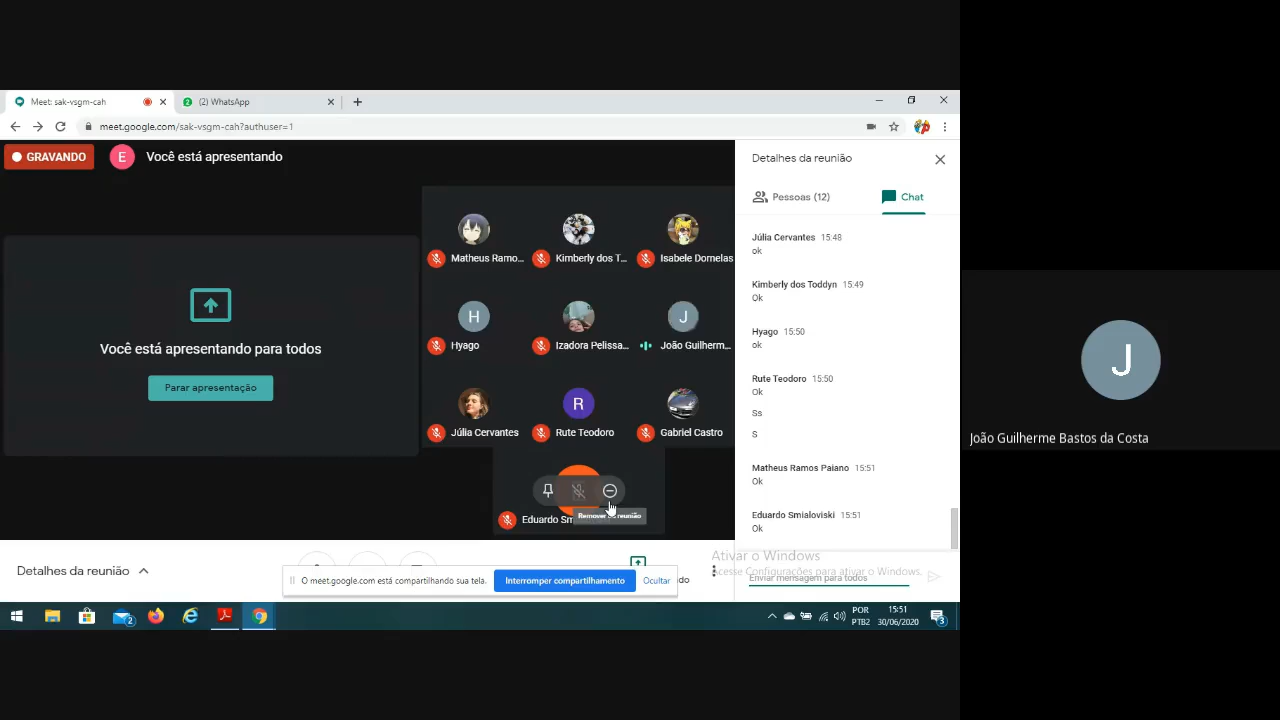 Meet: sak-vsgm-cah
(2) WhatsApp
meet.google.com/sak-vsgm-cah?authuser=1
GRAVANDO
E
Você está apresentando
Detalhes da reunião
Pessoas (12)
Chat
Você está apresentando para todos
Parar apresentação
Matheus Ramo...
Kimberly dos T...
Isabele Dornelas
H
Hyago
Izadora Pelissa...
J
João Guilherm...
Júlia Cervantes
R
Rute Teodoro
Gabriel Castro
Eduardo Sm
Remover da reunião
Júlia Cervantes 15:48
ok
Kimberly dos Toddyn 15:49
Ok
Hyago 15:50
ok
Rute Teodoro 15:50
Ok
Ss
S
Matheus Ramos Paiano 15:51
Ok
Eduardo Smialoviski 15:51
Ok
Ativar o Windows
Acesse Configurações para ativar o Windows.
Enviar mensagem para todos
Detalhes da reunião
O meet.google.com está compartilhando sua tela.
Interromper compartilhamento
Ocultar
POR
PTB2
15:51
30/06/2020
J
João Guilherme Bastos da Costa